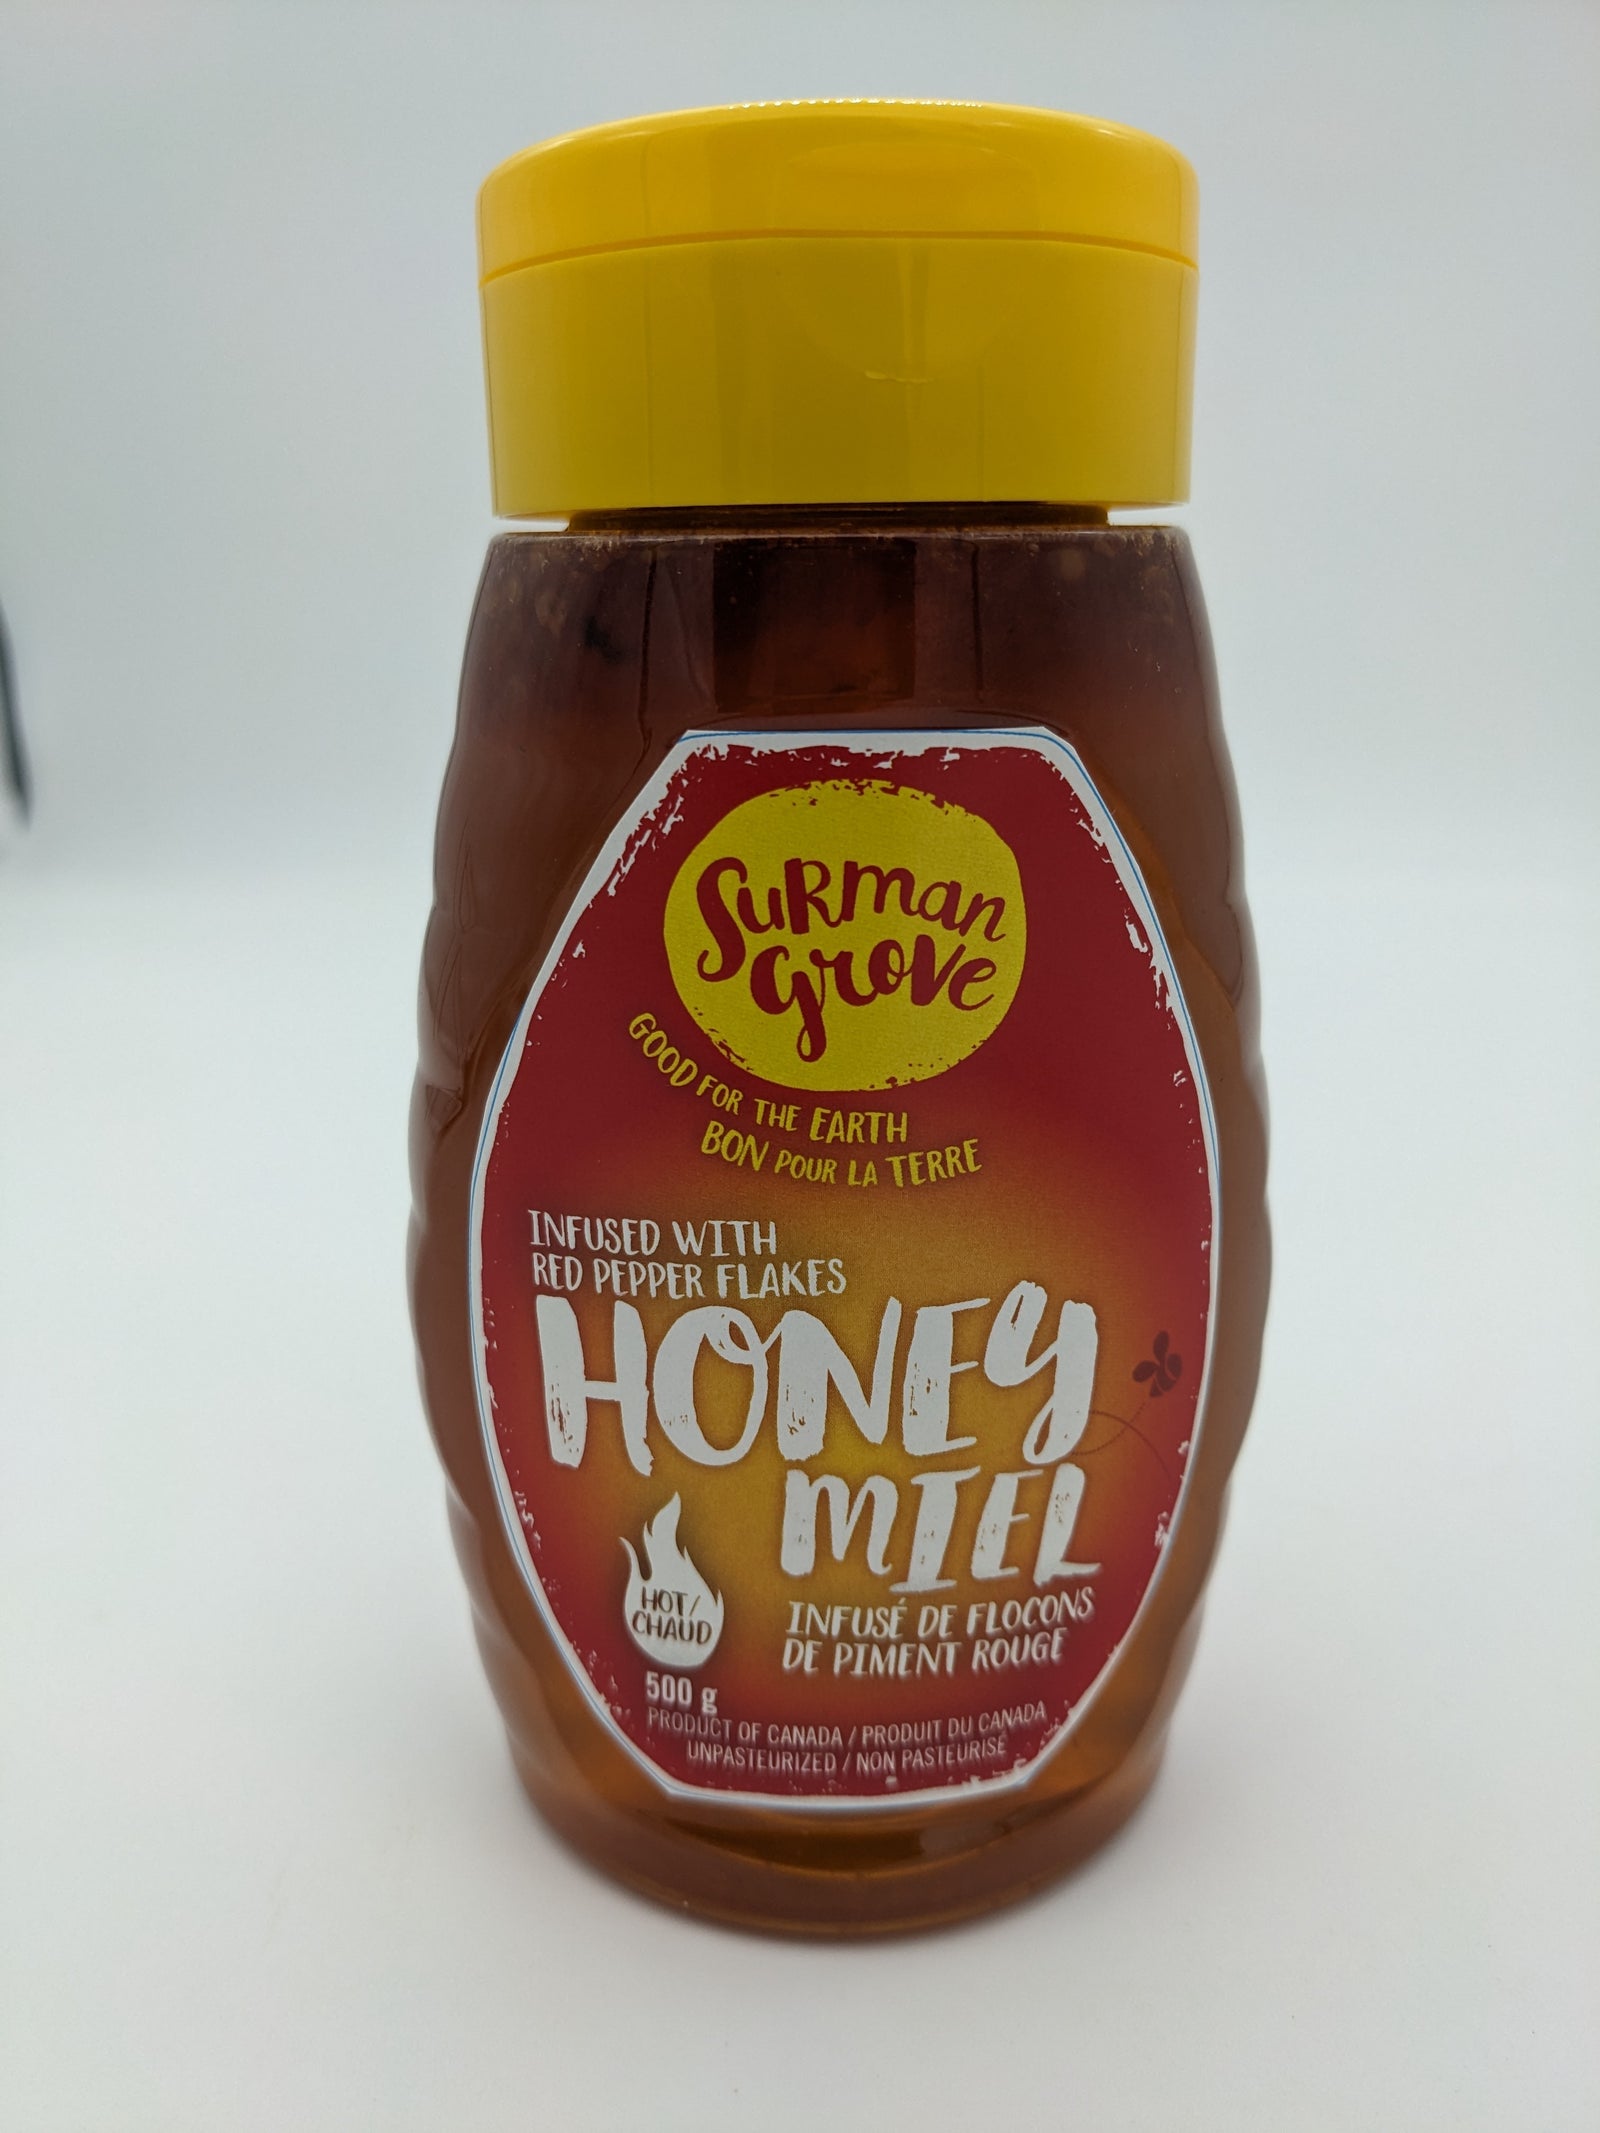 SURMAN
GROVE
GOOD FOR THE EARTH
BON POUR LA TERRE
INFUSED WITH
RED PEPPER FLAKES
HONEY
MIEL
HOT/
CHAUD
INFUSÉ DE FLOCONS
DE PIMENT ROUGE
500 g
PRODUCT OF CANADA / PRODUIT DU CANADA
UNPASTEURIZED / NON PASTEURISÉ